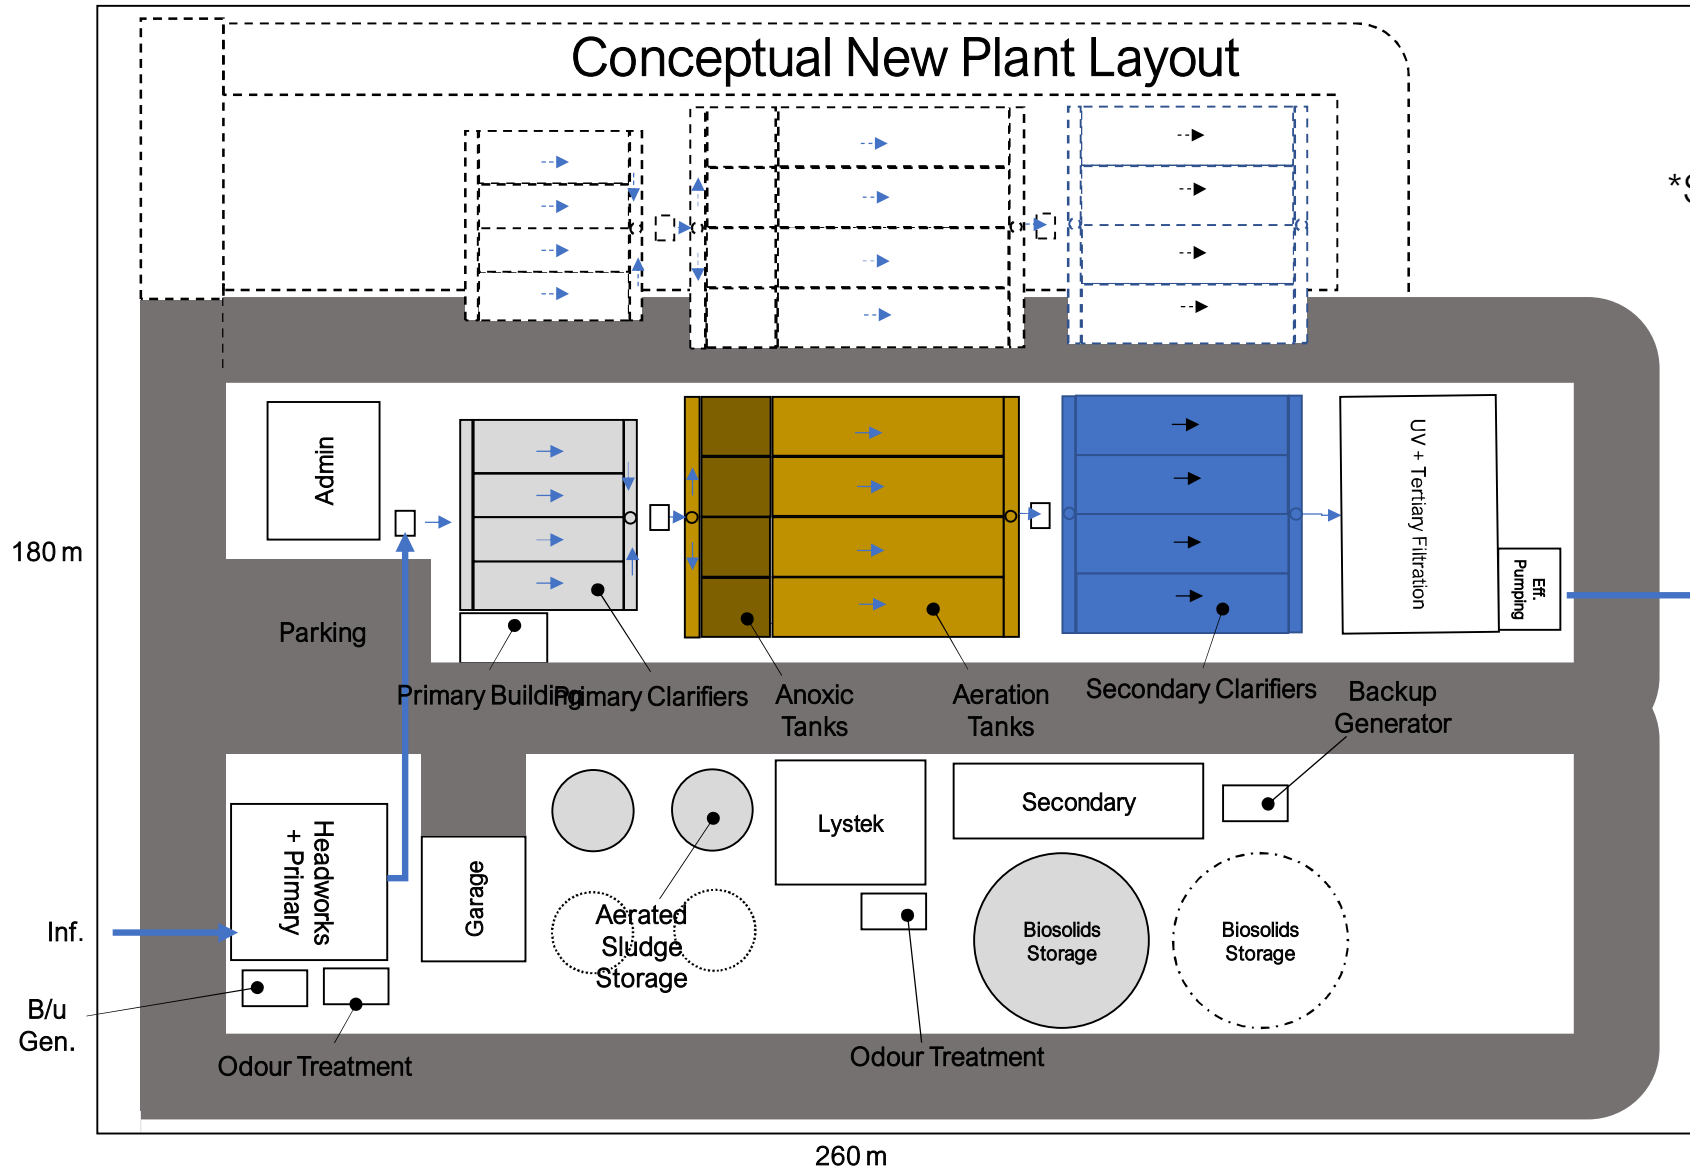 Conceptual New Plant Layout
*S
Admin
UV + Tertiary Filtration
Eff.
Pumping
180 m
Parking
Primary Building
Primary Clarifiers
Anoxic
Tanks
Aeration
Tanks
Secondary Clarifiers
Backup
Generator
Headworks
+ Primary
Garage
Lystek
Secondary
Inf.
Aerated
Sludge
Storage
Biosolids
Storage
Biosolids
Storage
B/u
Gen.
Odour Treatment
Odour Treatment
260 m